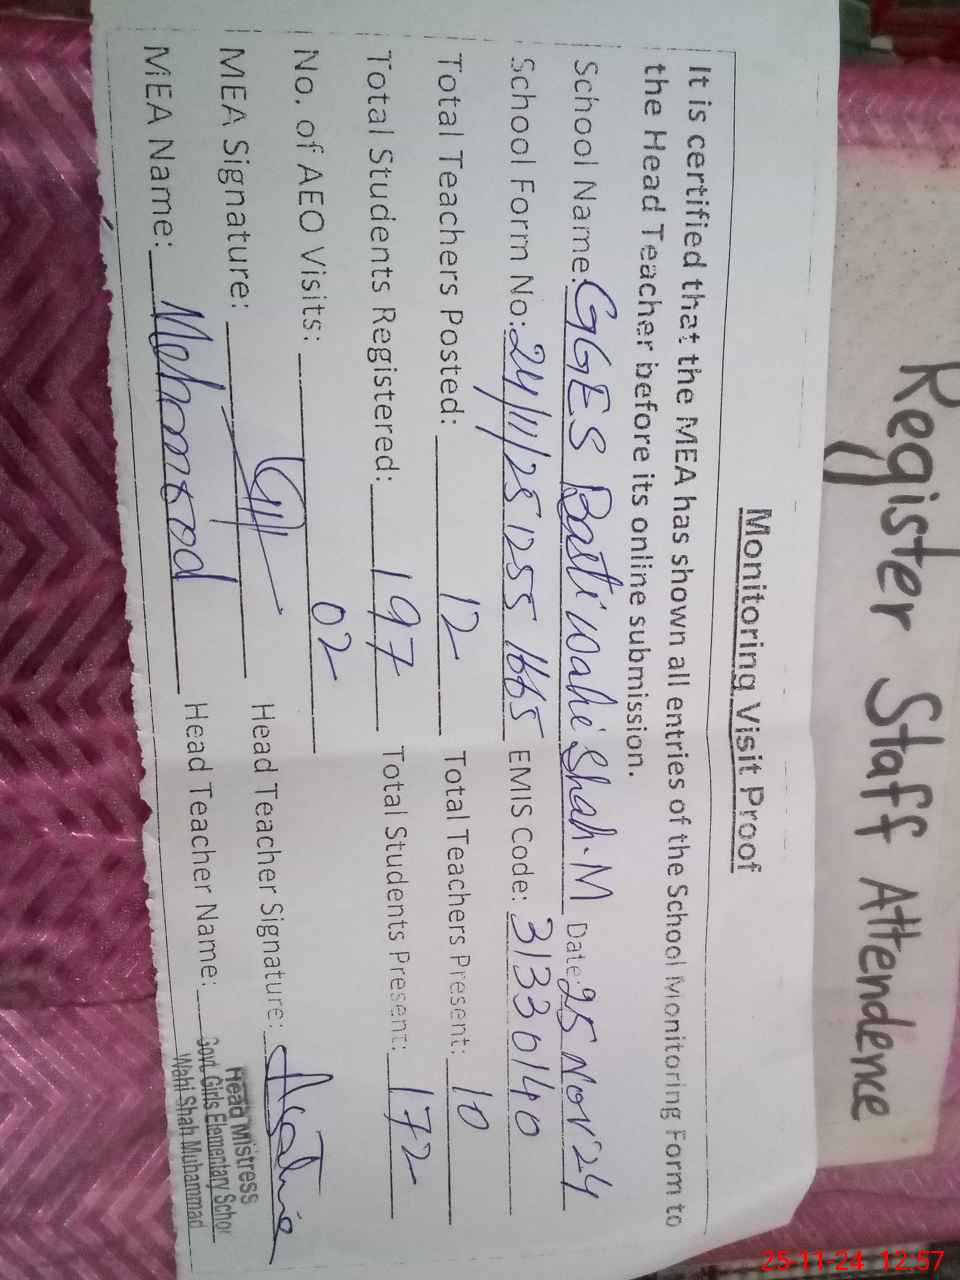 Register Staff Attendence
Monitoring Visit Proof
It is certified that the MEA has shown all entries of the School Monitoring Form to
the Head Teacher before its online submission.
School Name: GGES Basti Wahi Shah.M Date: 25 Nov 24
School Form No: 24/11/25 1255 1665 EMIS Code: 31330140
Total Teachers Posted: 12 Total Teachers Present: 10
Total Students Registered: 197 Total Students Present: 172
No. of AEO Visits: 02
MEA Signature: Head Teacher Signature:
MEA Name: Mehmood Head Teacher Name:
Head Mistress
Govt. Girls Elementary Schoo
Wahi Shah Muhammad
25-11-24 12:57